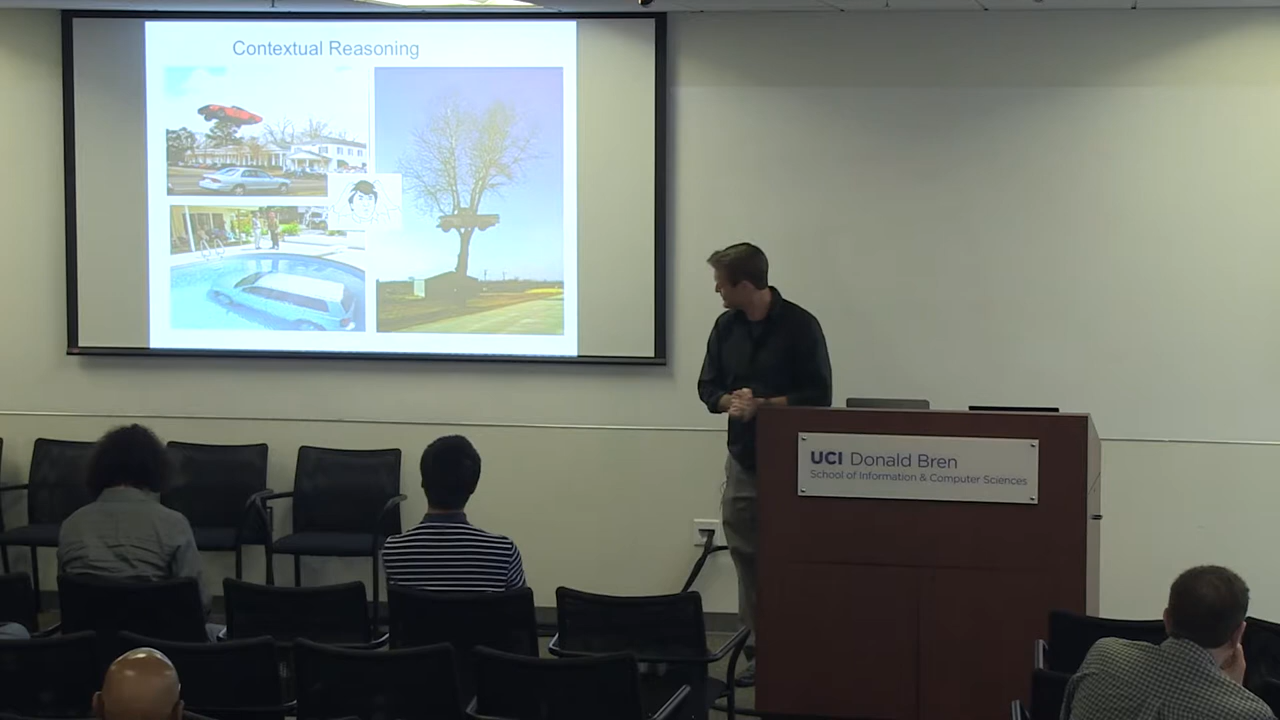 Contextual Reasoning
UCI Donald Bren
School of Information & Computer Sciences